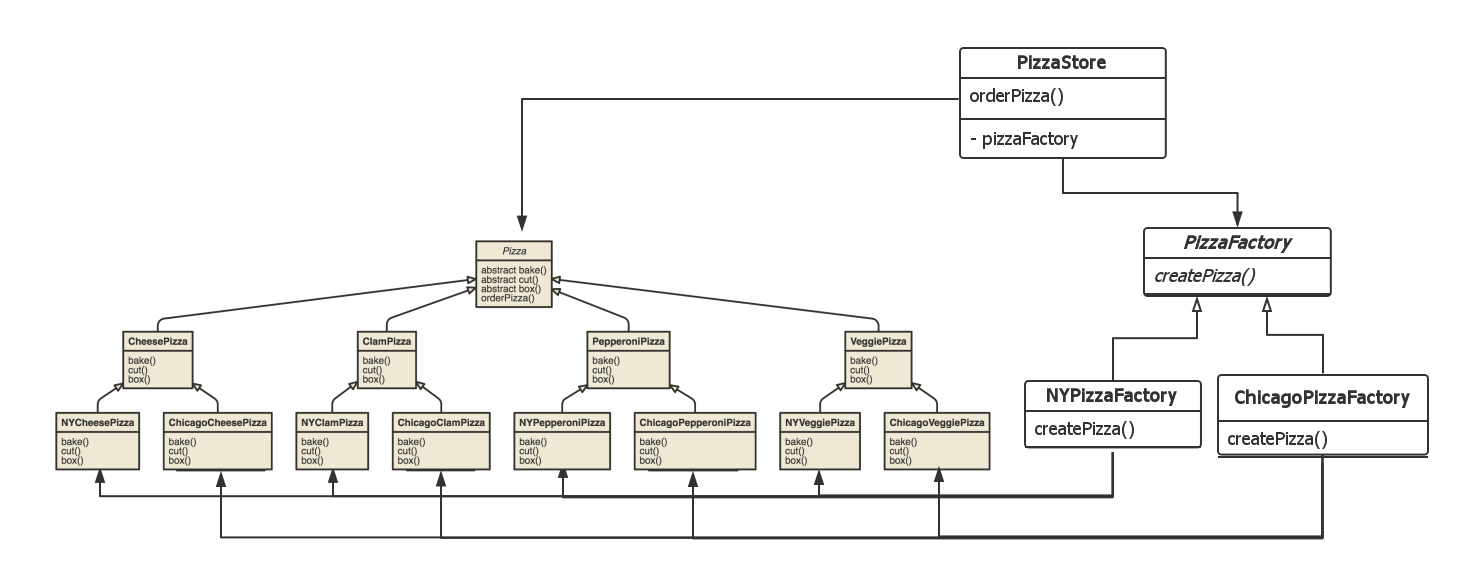 PizzaStore
orderPizza()
- pizzaFactory
PizzaFactory
createPizza()
Pizza
abstract bake()
abstract cut()
abstract box()
orderPizza()
CheesePizza
bake()
cut()
box()
ClamPizza
bake()
cut()
box()
PepperoniPizza
bake()
cut()
box()
VeggiePizza
bake()
cut()
box()
NYPizzaFactory
createPizza()
ChicagoPizzaFactory
createPizza()
NYCheesePizza
bake()
cut()
box()
ChicagoCheesePizza
bake()
cut()
box()
NYClamPizza
bake()
cut()
box()
ChicagoClamPizza
bake()
cut()
box()
NYPepperoniPizza
bake()
cut()
box()
ChicagoPepperoniPizza
bake()
cut()
box()
NYVeggiePizza
bake()
cut()
box()
ChicagoVeggiePizza
bake()
cut()
box()